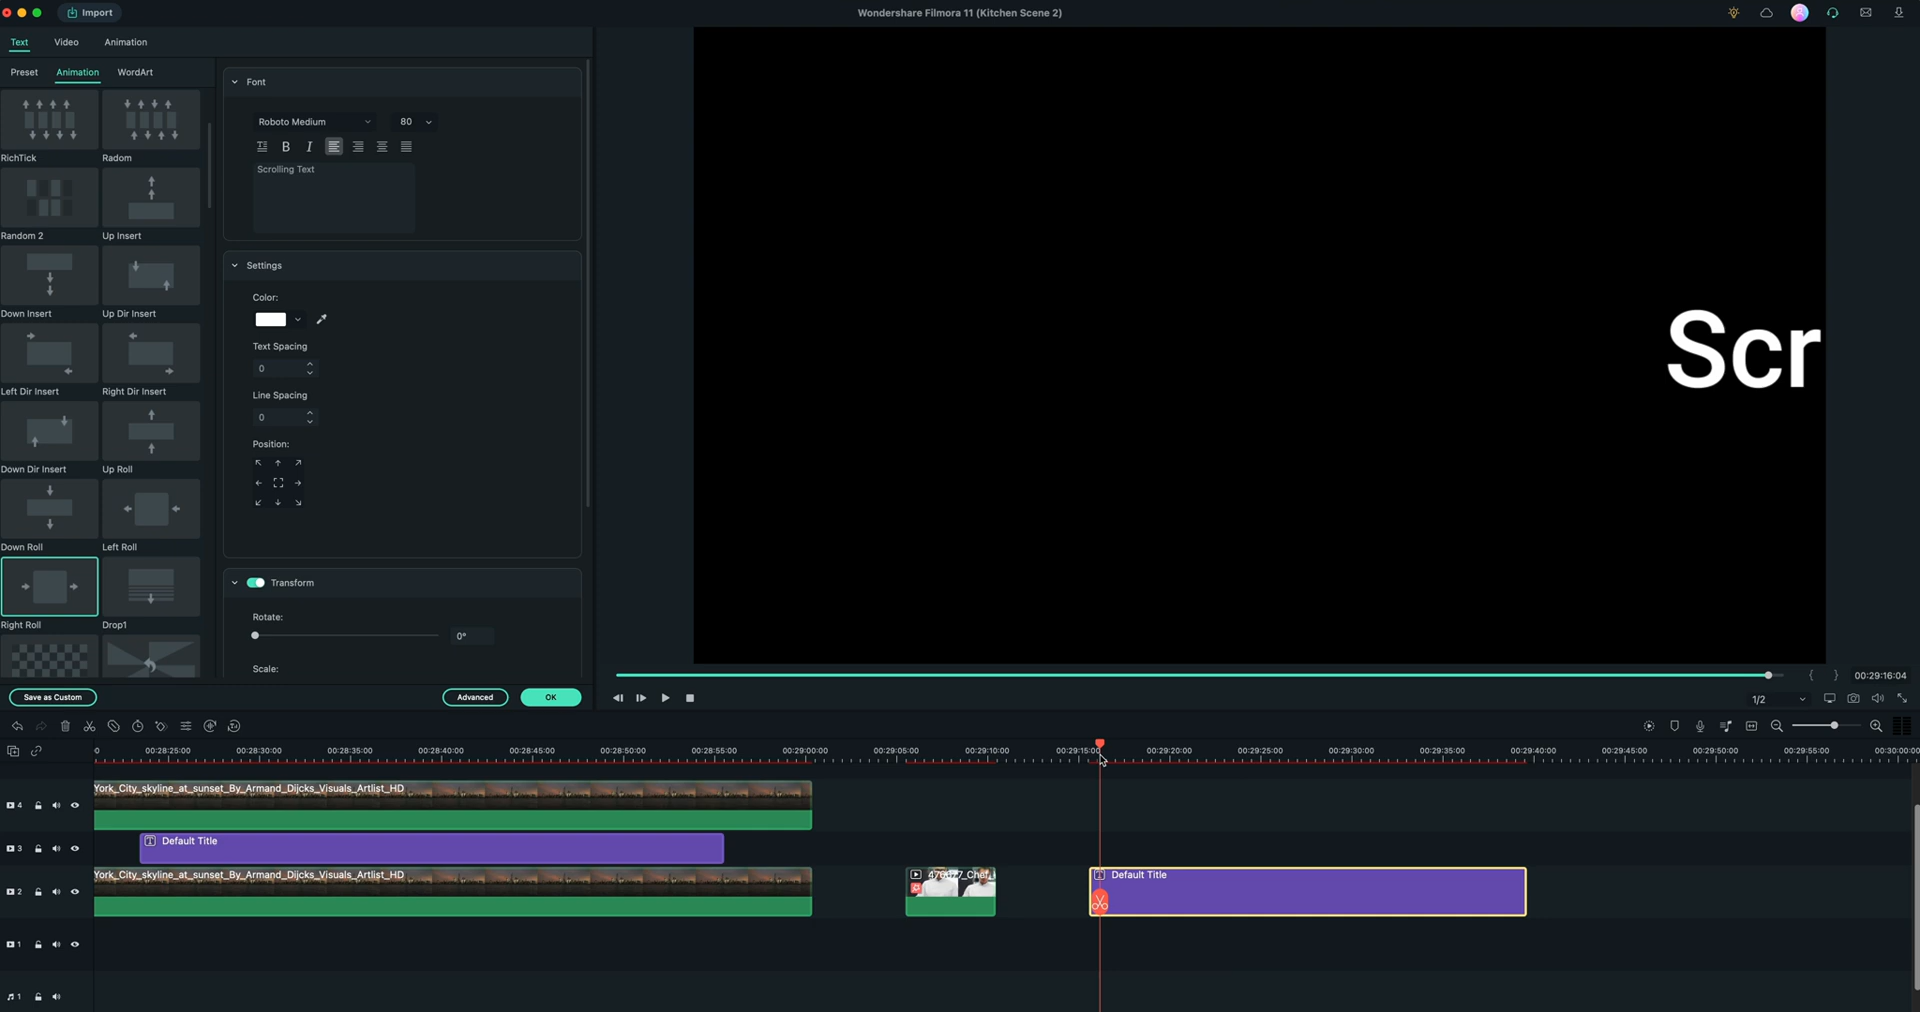 Import
Wondershare Filmora 11 (Kitchen Scene 2)
Text Video Animation
Preset Animation WordArt
RichTick Radom
Random 2 Up Insert
Down Insert Up Dir Insert
Left Dir Insert Right Dir Insert
Down Dir Insert Up Roll
Down Roll Left Roll
Right Roll Drop1
Font
Roboto Medium 80
B I
Scrolling Text
Settings
Color:
Text Spacing
0
Line Spacing
0
Position:
Transform
Rotate:
0°
Scale:
Save as Custom Advanced OK
Scr
{ } 00:29:16:04
1/2
0 00:28:25:00 00:28:30:00 00:28:35:00 00:28:40:00 00:28:45:00 00:28:50:00 00:28:55:00 00:29:00:00 00:29:05:00 00:29:10:00 00:29:15:00 00:29:20:00 00:29:25:00 00:29:30:00 00:29:35:00 00:29:40:00 00:29:45:00 00:29:50:00 00:29:55:00 00:30:00:00
4 York_City_skyline_at_sunset_By_Armand_Dijcks_Visuals_Artlist_HD
3 Default Title
2 York_City_skyline_at_sunset_By_Armand_Dijcks_Visuals_Artlist_HD Default Title
1
1